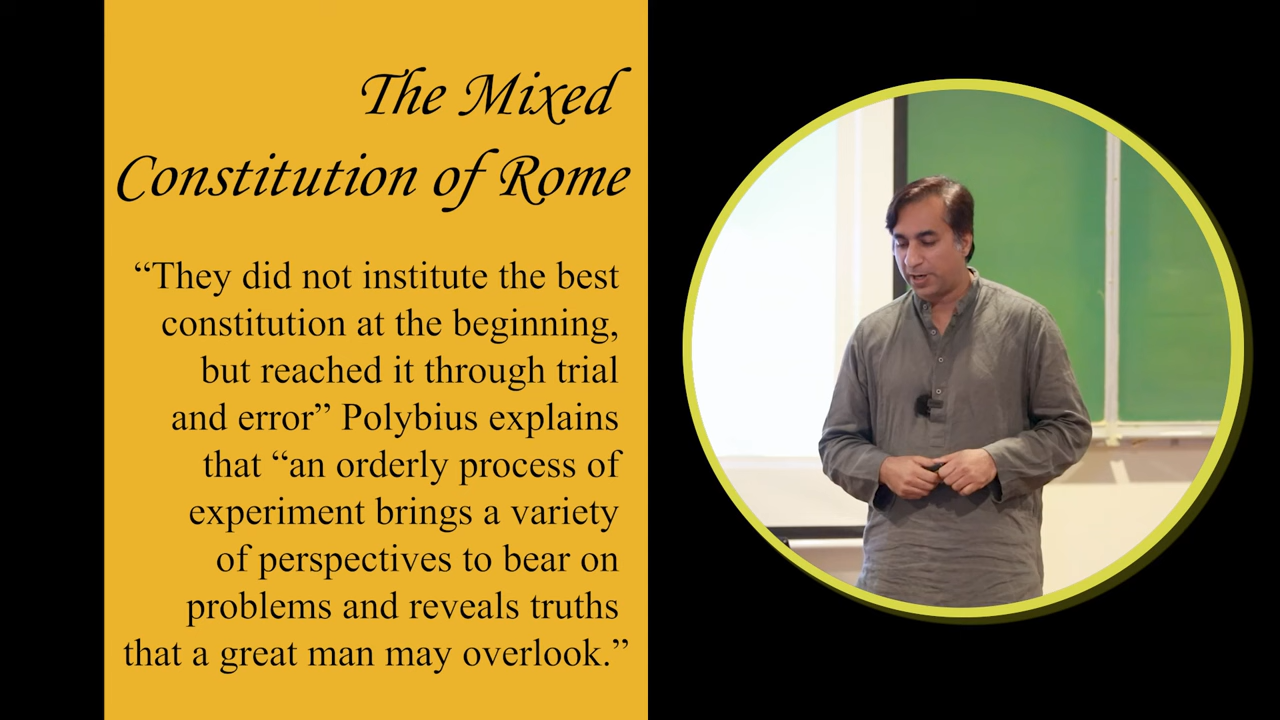 The Mixed
Constitution of Rome
“They did not institute the best
constitution at the beginning,
but reached it through trial
and error” Polybius explains
that “an orderly process of
experiment brings a variety
of perspectives to bear on
problems and reveals truths
that a great man may overlook.”